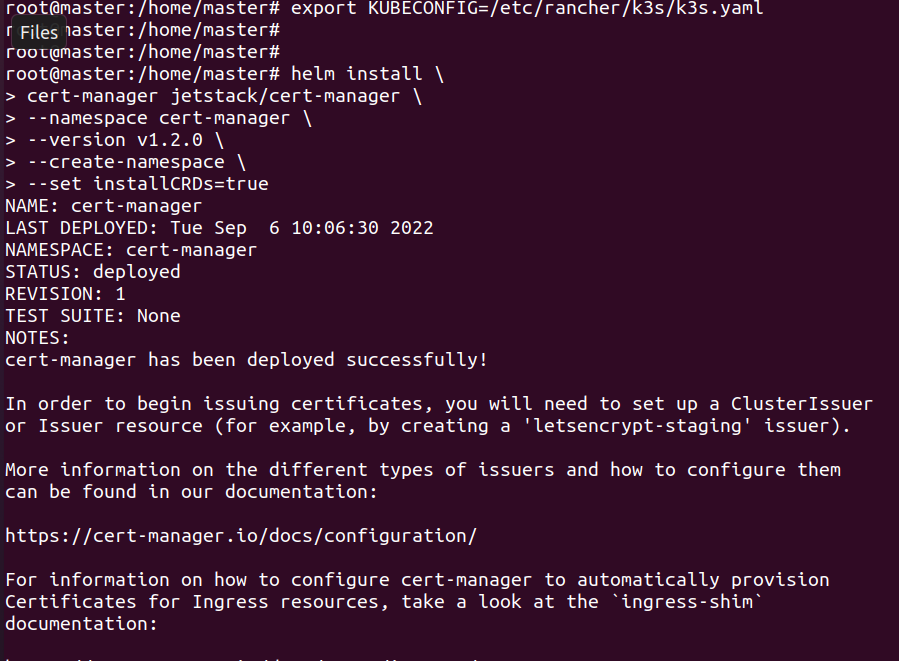 root@master:/home/master# export KUBECONFIG=/etc/rancher/k3s/k3s.yaml
Files
root@master:/home/master#
root@master:/home/master#
root@master:/home/master# helm install \
> cert-manager jetstack/cert-manager \
> --namespace cert-manager \
> --version v1.2.0 \
> --create-namespace \
> --set installCRDs=true
NAME: cert-manager
LAST DEPLOYED: Tue Sep  6 10:06:30 2022
NAMESPACE: cert-manager
STATUS: deployed
REVISION: 1
TEST SUITE: None
NOTES:
cert-manager has been deployed successfully!
In order to begin issuing certificates, you will need to set up a ClusterIssuer
or Issuer resource (for example, by creating a 'letsencrypt-staging' issuer).
More information on the different types of issuers and how to configure them
can be found in our documentation:
https://cert-manager.io/docs/configuration/
For information on how to configure cert-manager to automatically provision
Certificates for Ingress resources, take a look at the `ingress-shim`
documentation: